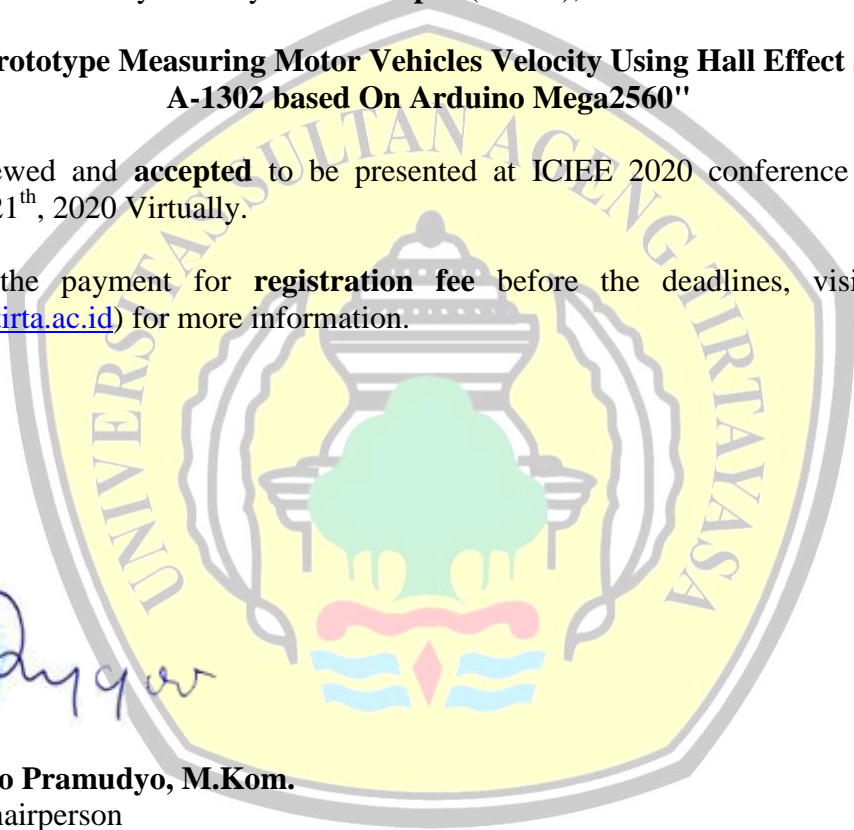 rototype Measuring Motor Vehicles Velocity Using Hall Effect
A-1302 based On Arduino Mega2560"
ewed and accepted to be presented at ICIEE 2020 conference
21th, 2020 Virtually.
the payment for registration fee before the deadlines, visi
tirta.ac.id) for more information.
UNIVERSITAS SULTAN AGENG TIRTAYASA
o Pramudyo, M.Kom.
hairperson